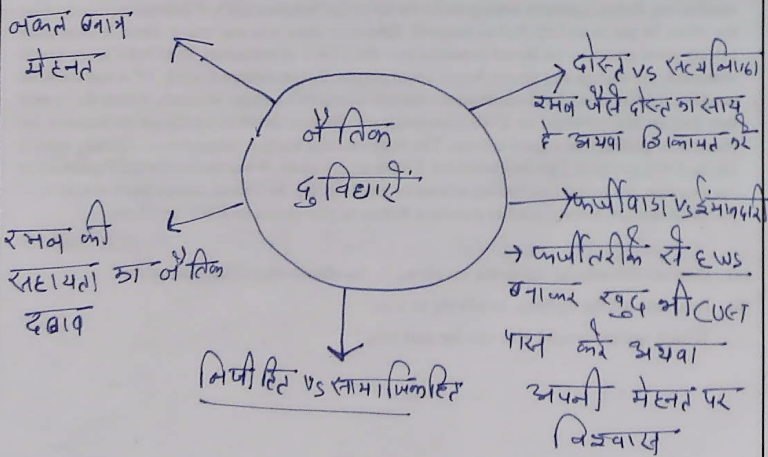 नकल बनाम
मेहनत
नैतिक
दुविधाएँ
दोस्त vs सत्यनिष्ठा
रमन जैसे दोस्त का साथ
दे अथवा शिकायत करे
फर्जीवाडा vs ईमानदारी
→ फर्जी तरीके से EWS
बनाकर खुद भी CUET
पास करे अथवा
अपनी मेहनत पर
विश्वास
रमन की
सहायता का नैतिक
दबाव
निजी हित vs सामाजिक हित